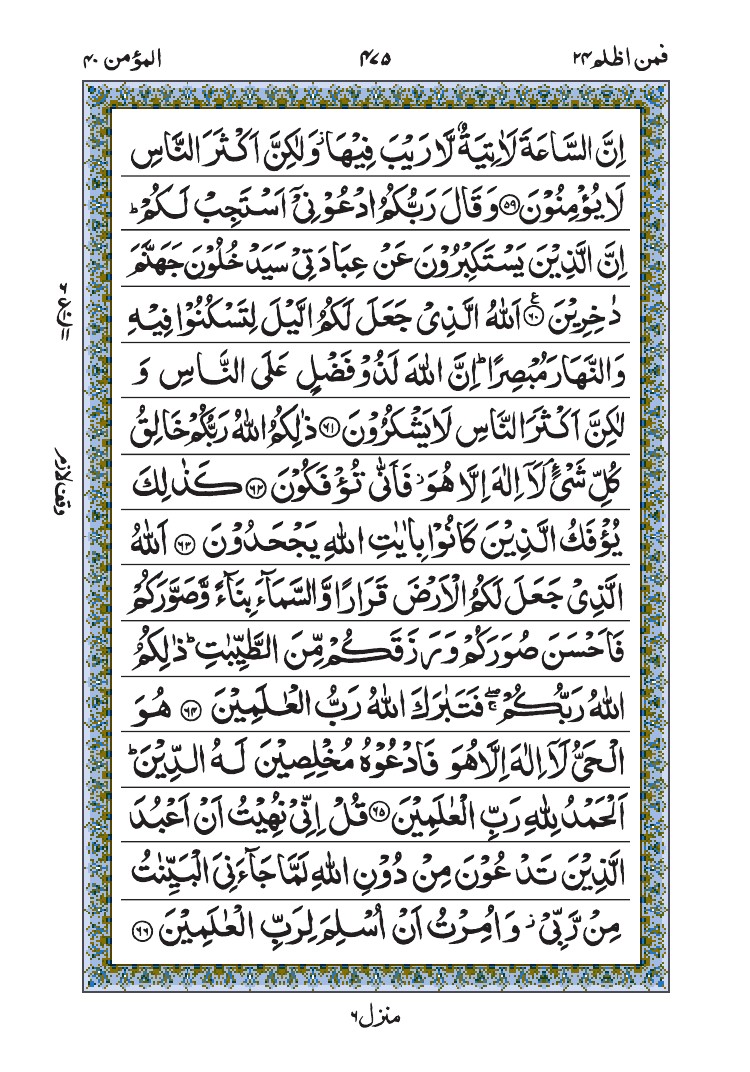 فمن اظلم ۲۴
۴۷۵
المؤمن ۴۰
اِنَّ السَّاعَةَ لَاٰتِيَةٌ لَّا رَيْبَ فِيْهَا ؗ وَلٰكِنَّ اَكْثَرَ النَّاسِ
لَا يُؤْمِنُوْنَ ﴿۵۹﴾ وَ قَالَ رَبُّكُمُ ادْعُوْنِيْۤ اَسْتَجِبْ لَكُمْ ؕ
اِنَّ الَّذِيْنَ يَسْتَكْبِرُوْنَ عَنْ عِبَادَتِيْ سَيَدْخُلُوْنَ جَهَنَّمَ
دٰخِرِيْنَ ﴿۶۰﴾ ع اَللّٰهُ الَّذِيْ جَعَلَ لَكُمُ الَّيْلَ لِتَسْكُنُوْا فِيْهِ
وَ النَّهَارَ مُبْصِرًا ؕ اِنَّ اللّٰهَ لَذُوْ فَضْلٍ عَلَى النَّاسِ وَ
لٰكِنَّ اَكْثَرَ النَّاسِ لَا يَشْكُرُوْنَ ﴿۶۱﴾ ذٰلِكُمُ اللّٰهُ رَبُّكُمْ خَالِقُ
كُلِّ شَيْءٍ ۘ لَاۤ اِلٰهَ اِلَّا هُوَ ؗ فَاَنّٰى تُؤْفَكُوْنَ ﴿۶۲﴾ كَذٰلِكَ
يُؤْفَكُ الَّذِيْنَ كَانُوْا بِاٰيٰتِ اللّٰهِ يَجْحَدُوْنَ ﴿۶۳﴾ اَللّٰهُ
الَّذِيْ جَعَلَ لَكُمُ الْاَرْضَ قَرَارًا وَّ السَّمَآءَ بِنَآءً وَّ صَوَّرَكُمْ
فَاَحْسَنَ صُوَرَكُمْ وَ رَزَقَكُمْ مِّنَ الطَّيِّبٰتِ ؕ ذٰلِكُمُ
اللّٰهُ رَبُّكُمْ ۖۚ فَتَبٰرَكَ اللّٰهُ رَبُّ الْعٰلَمِيْنَ ﴿۶۴﴾ هُوَ
الْحَيُّ لَاۤ اِلٰهَ اِلَّا هُوَ فَادْعُوْهُ مُخْلِصِيْنَ لَهُ الدِّيْنَ ؕ
اَلْحَمْدُ لِلّٰهِ رَبِّ الْعٰلَمِيْنَ ﴿۶۵﴾ قُلْ اِنِّيْ نُهِيْتُ اَنْ اَعْبُدَ
الَّذِيْنَ تَدْعُوْنَ مِنْ دُوْنِ اللّٰهِ لَمَّا جَآءَنِيَ الْبَيِّنٰتُ
مِنْ رَّبِّيْ ؗ وَ اُمِرْتُ اَنْ اُسْلِمَ لِرَبِّ الْعٰلَمِيْنَ ﴿۶۶﴾
وقف لازم
منزل ۶